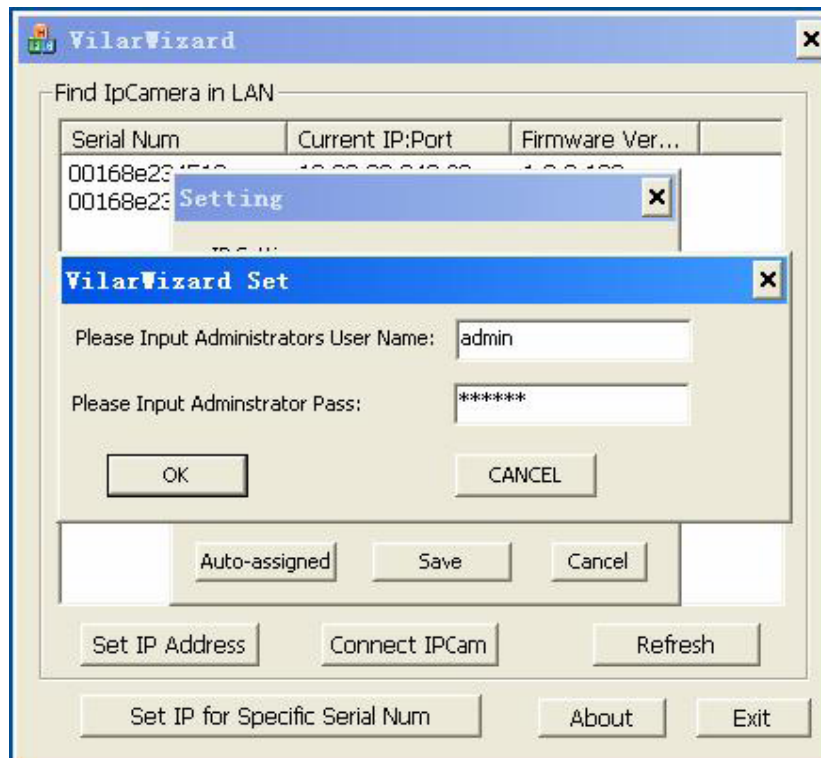 VilarWizard
Find IpCamera in LAN
Serial Num Current IP:Port Firmware Ver...
00168e23
00168e23
Setting
VilarWizard Set
Please Input Administrators User Name: admin
Please Input Adminstrator Pass: ******
OK CANCEL
Auto-assigned Save Cancel
Set IP Address Connect IPCam Refresh
Set IP for Specific Serial Num About Exit